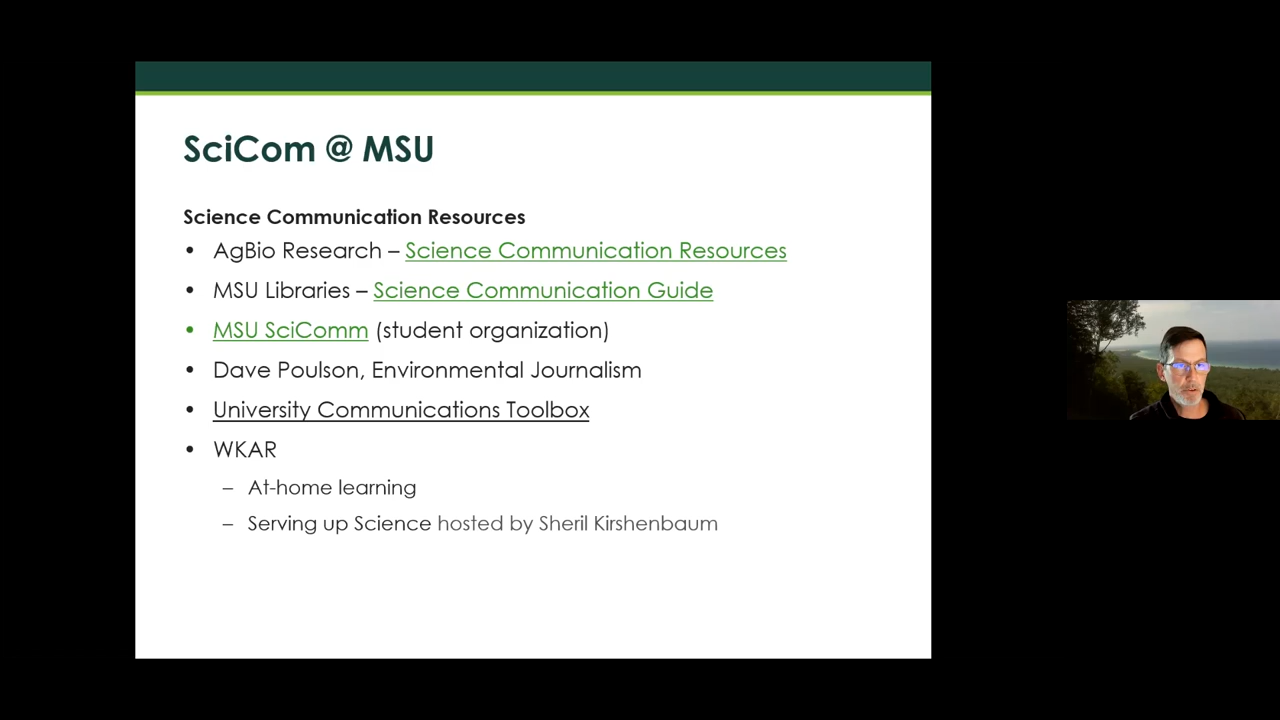 SciCom @ MSU
Science Communication Resources
• AgBio Research – Science Communication Resources
• MSU Libraries – Science Communication Guide
• MSU SciComm (student organization)
• Dave Poulson, Environmental Journalism
• University Communications Toolbox
• WKAR
– At-home learning
– Serving up Science hosted by Sheril Kirshenbaum